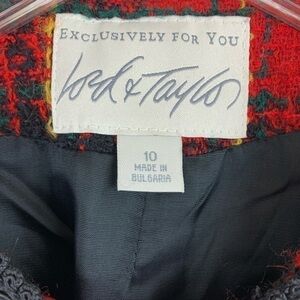 EXCLUSIVELY FOR YOU
Lord & Taylor
10
MADE IN
BULGARIA